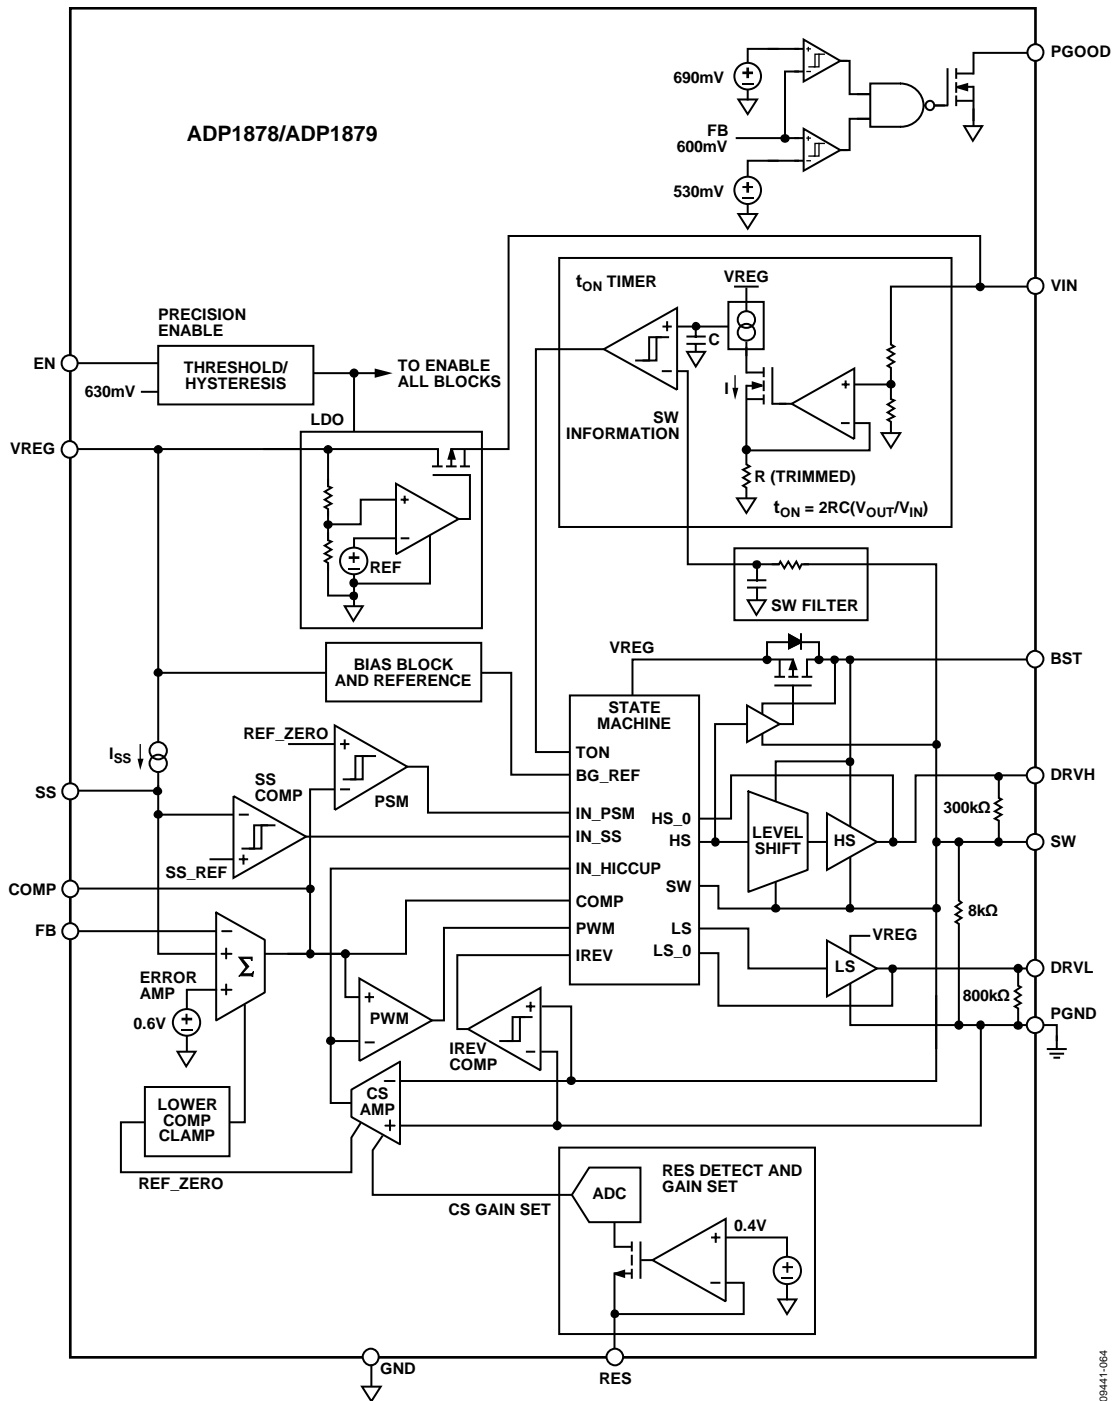 PGOOD
690mV
ADP1878/ADP1879
FB
600mV
530mV
tON TIMER
VREG
VIN
PRECISION
ENABLE
+
C
EN
THRESHOLD/
HYSTERESIS
TO ENABLE
ALL BLOCKS
630mV
I
+
–
–
SW
INFORMATION
LDO
VREG
R (TRIMMED)
tON = 2RC(VOUT/VIN)
+
–
REF
SW FILTER
VREG
BST
BIAS BLOCK
AND REFERENCE
STATE
MACHINE
REF_ZERO
+
–
PSM
ISS
TON
BG_REF
DRVH
SS
SS
COMP
–
+
SS_REF
IN_PSM
IN_SS
HS_0
HS
300kΩ
LEVEL
SHIFT
HS
SW
IN_HICCUP
SW
COMP
COMP
8kΩ
FB
–
+
+
Σ
PWM
LS
VREG
IREV
LS_0
LS
DRVL
ERROR
AMP
0.6V
+
PWM
–
+
–
IREV
COMP
800kΩ
PGND
CS
AMP
–
+
LOWER
COMP
CLAMP
REF_ZERO
RES DETECT AND
GAIN SET
ADC
CS GAIN SET
0.4V
+
–
GND
RES
09441-064